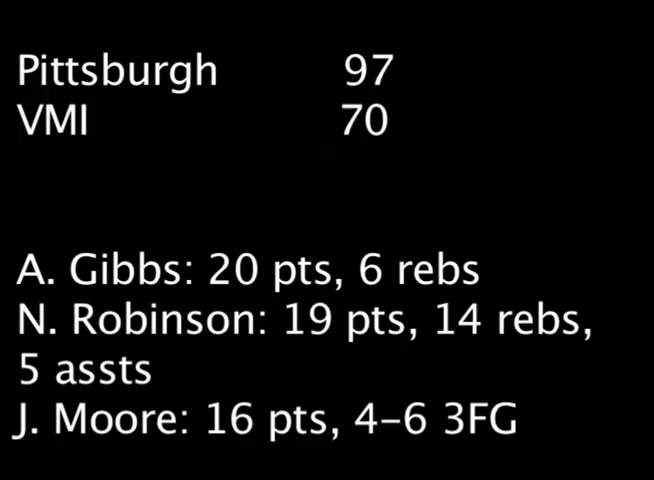 Pittsburgh 97
VMI 70
A. Gibbs: 20 pts, 6 rebs
N. Robinson: 19 pts, 14 rebs,
5 assts
J. Moore: 16 pts, 4-6 3FG